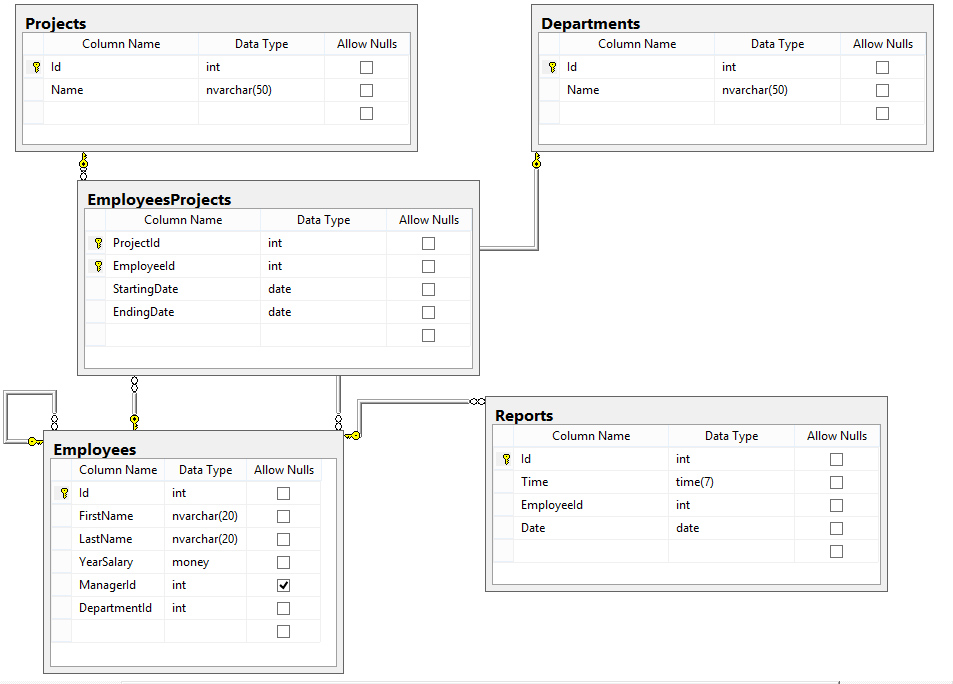 Projects
Column Name Data Type Allow Nulls
Id int
Name nvarchar(50)
Departments
Column Name Data Type Allow Nulls
Id int
Name nvarchar(50)
EmployeesProjects
Column Name Data Type Allow Nulls
ProjectId int
EmployeeId int
StartingDate date
EndingDate date
Employees
Column Name Data Type Allow Nulls
Id int
FirstName nvarchar(20)
LastName nvarchar(20)
YearSalary money
ManagerId int
DepartmentId int
Reports
Column Name Data Type Allow Nulls
Id int
Time time(7)
EmployeeId int
Date date